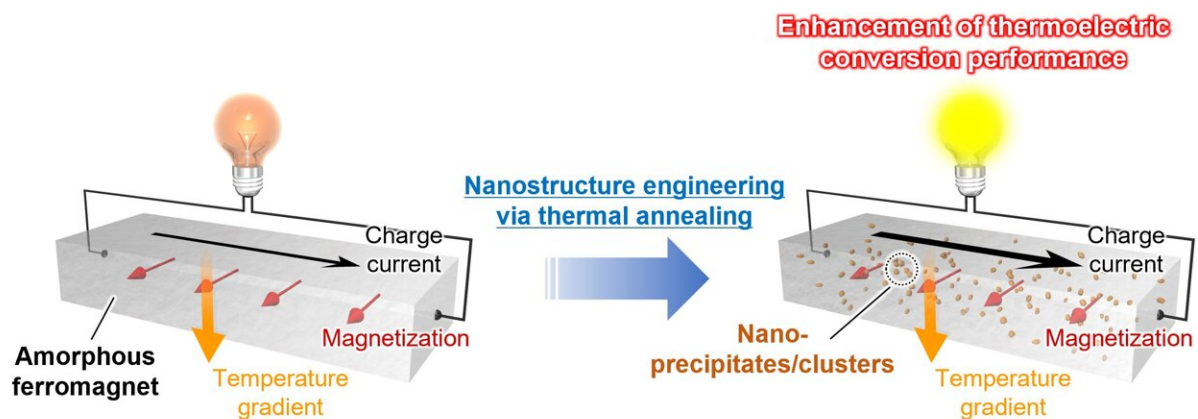 Enhancement of thermoelectric
conversion performance
Nanostructure engineering
via thermal annealing
Charge
current
Magnetization
Amorphous
ferromagnet
Temperature
gradient
Charge
current
Magnetization
Nano-
precipitates/clusters
Temperature
gradient